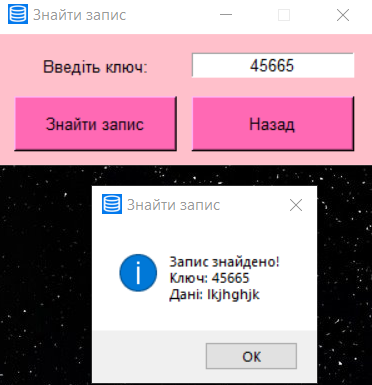 Знайти запис
Введіть ключ:
45665
Знайти запис
Назад
Знайти запис
Запис знайдено!
Ключ: 45665
Дані: lkjhghjk
OK